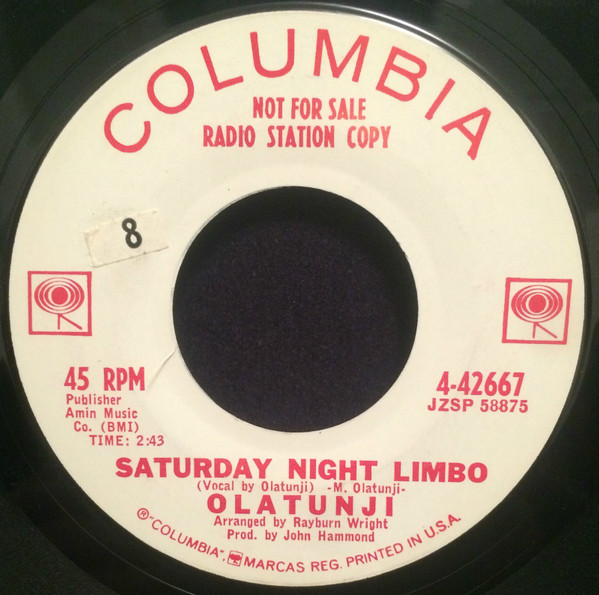 COLUMBIA
NOT FOR SALE
RADIO STATION COPY
8
45 RPM
Publisher
Amin Music
Co. (BMI)
TIME: 2:43
4-42667
JZSP 58875
SATURDAY NIGHT LIMBO
(Vocal by Olatunji) -M. Olatunji-
OLATUNJI
Arranged by Rayburn Wright
Prod. by John Hammond
® "COLUMBIA", MARCAS REG. PRINTED IN U.S.A.